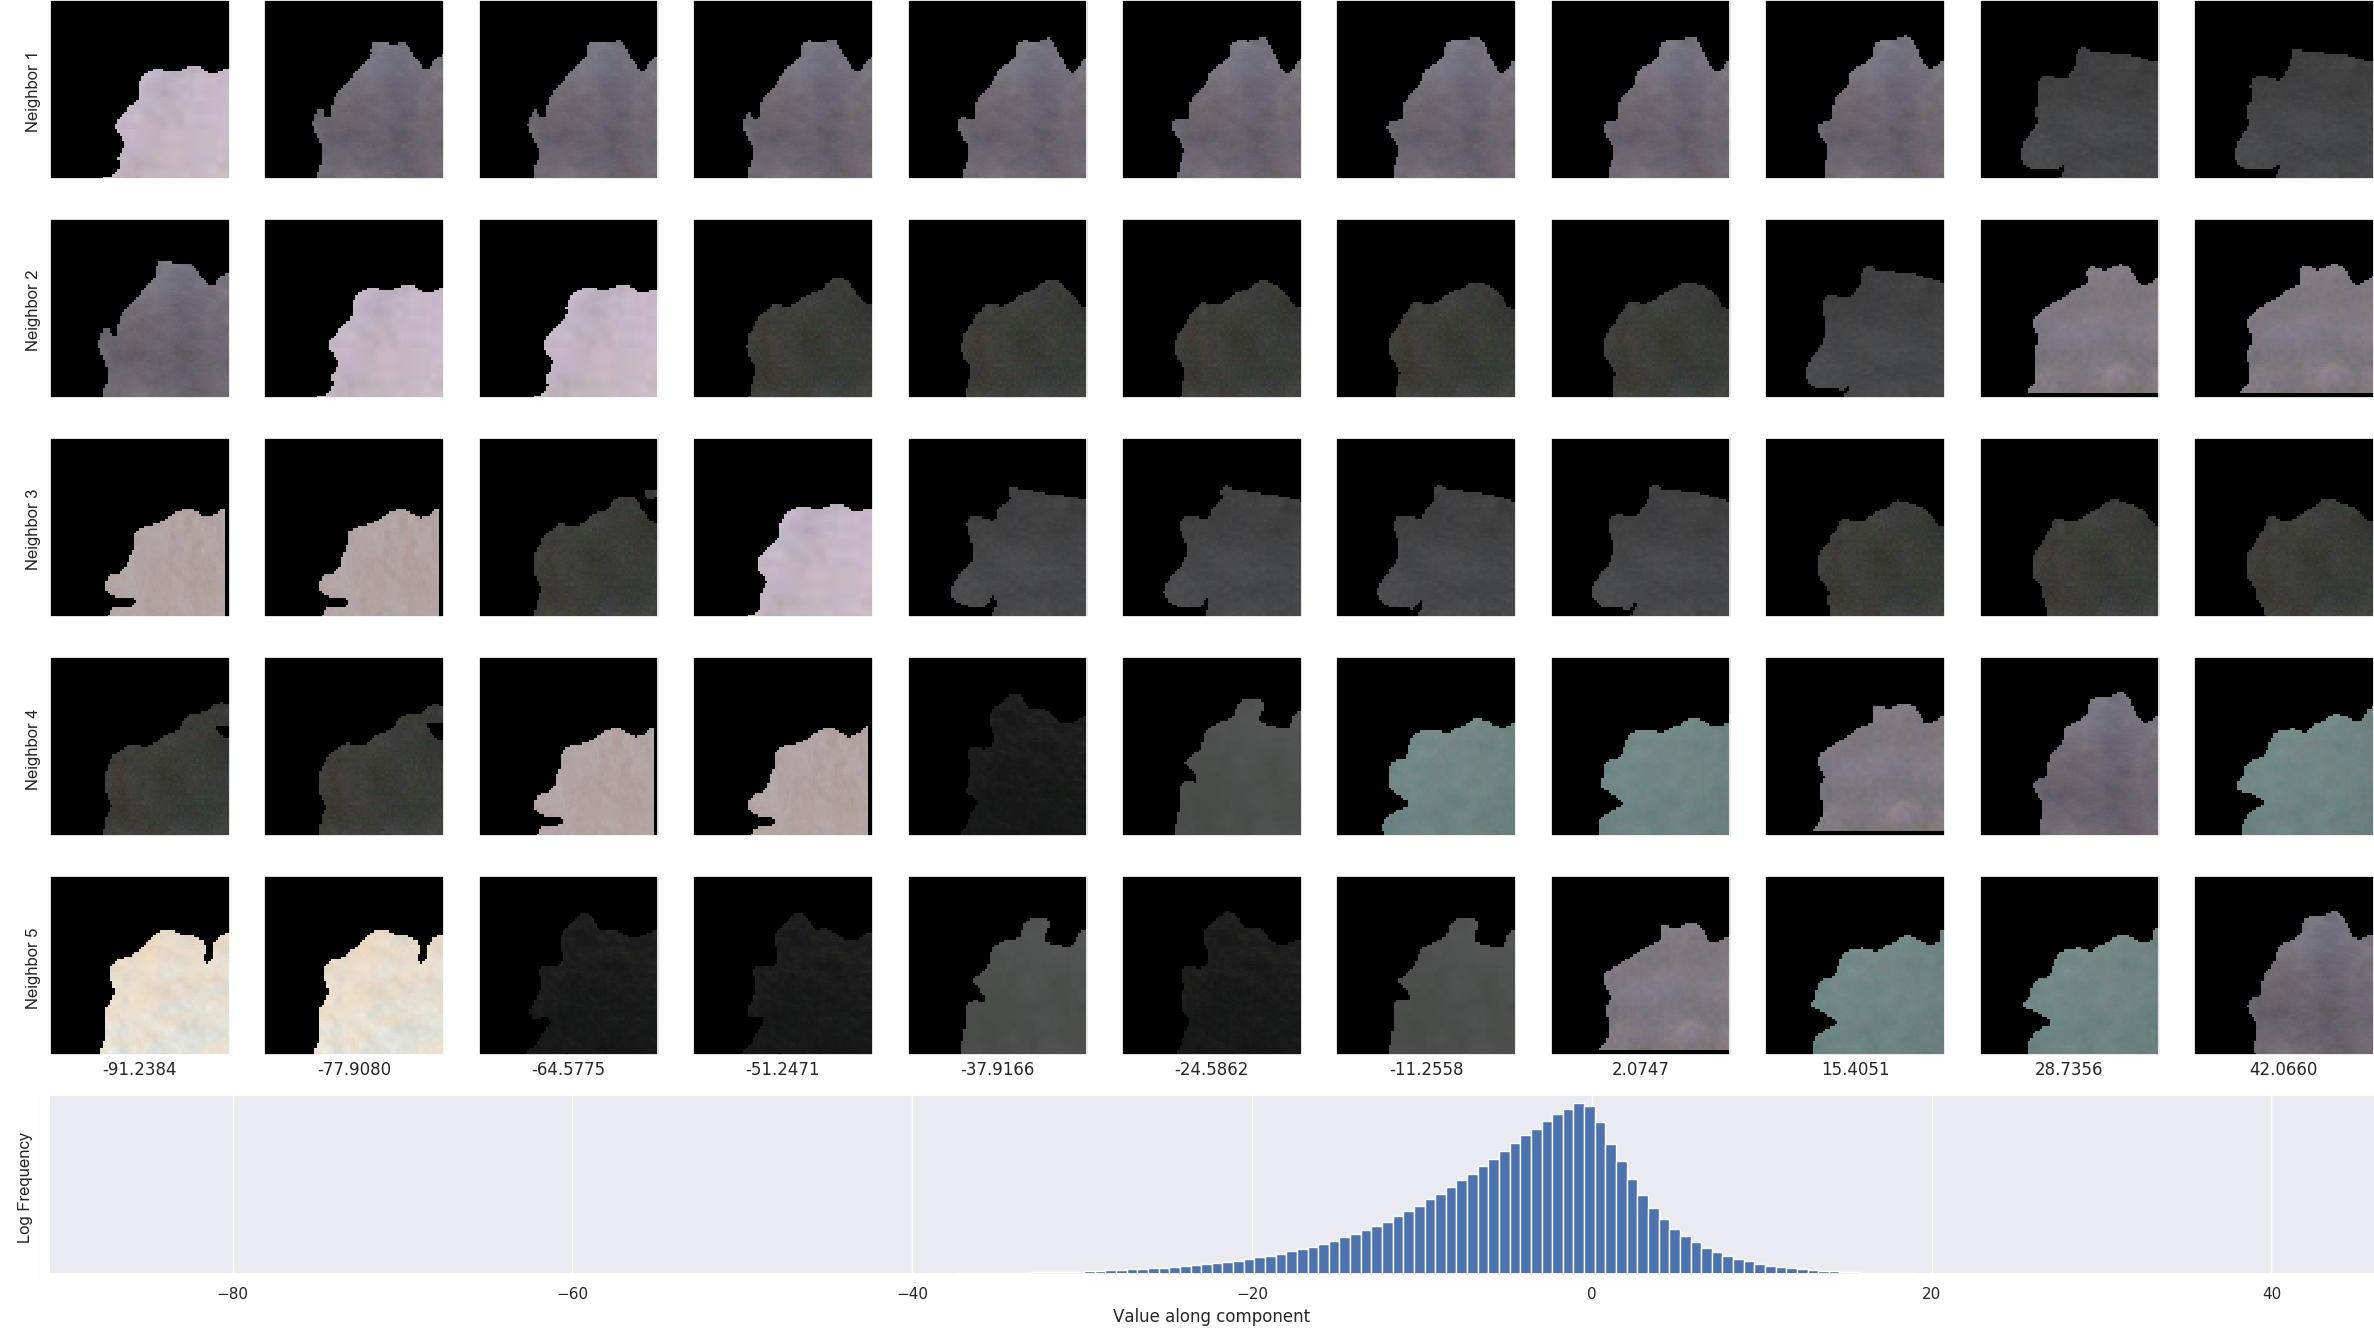 Neighbor 1
Neighbor 2
Neighbor 3
Neighbor 4
Neighbor 5
-91.2384 -77.9080 -64.5775 -51.2471 -37.9166 -24.5862 -11.2558 2.0747 15.4051 28.7356 42.0660
Log Frequency
−80 −60 −40 −20 0 20 40
Value along component